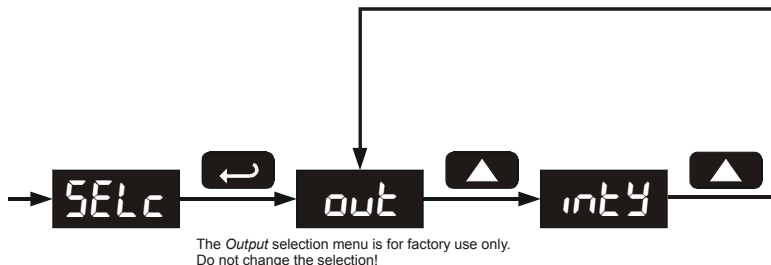 SELc out intY
The Output selection menu is for factory use only.
Do not change the selection!